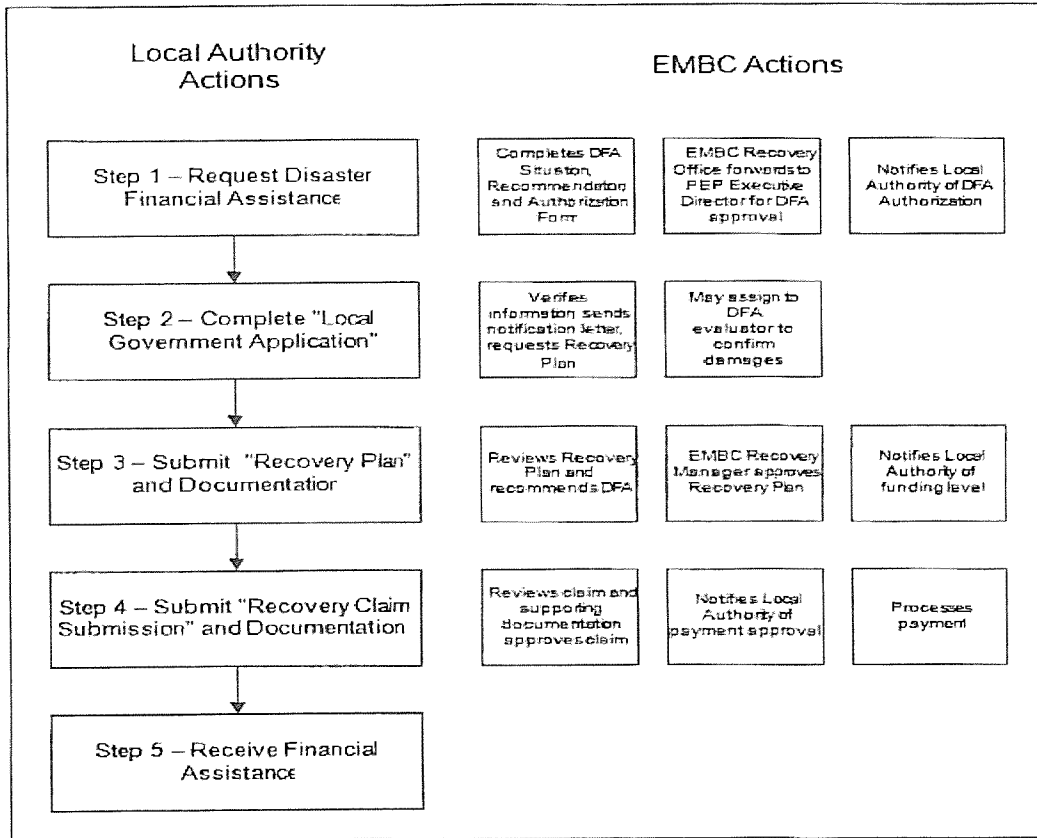 Local Authority
Actions
EMBC Actions
Step 1 – Request Disaster
Financial Assistance
Completes DFA
Situation,
Recommendation
and Authorization
Form
EMBC Recovery
Office forwards to
PEP Executive
Director for DFA
approval
Notifies Local
Authority of DFA
Authorization
Step 2 – Complete "Local
Government Application"
Verifies
information, sends
notification letter,
requests Recovery
Plan
May assign to
DFA
evaluator to
confirm
damages
Step 3 – Submit "Recovery Plan"
and Documentation
Reviews Recovery
Plan and
recommends DFA
EMBC Recovery
Manager approves
Recovery Plan
Notifies Local
Authority of
funding level
Step 4 – Submit "Recovery Claim
Submission" and Documentation
Reviews claim and
supporting
documentation
approves claim
Notifies Local
Authority of
payment approval
Processes
payment
Step 5 – Receive Financial
Assistance